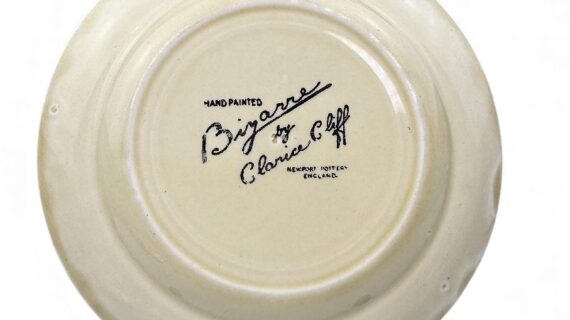 HAND PAINTED
Bizarre
by
Clarice Cliff
NEWPORT POTTERY
ENGLAND.